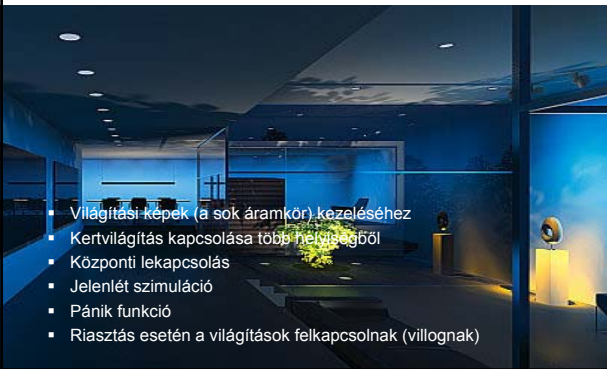 ▪ Világítási képek (a sok áramkör) kezeléséhez
▪ Kertvilágítás kapcsolása több helyiségből
▪ Központi lekapcsolás
▪ Jelenlét szimuláció
▪ Pánik funkció
▪ Riasztás esetén a világítások felkapcsolnak (villognak)